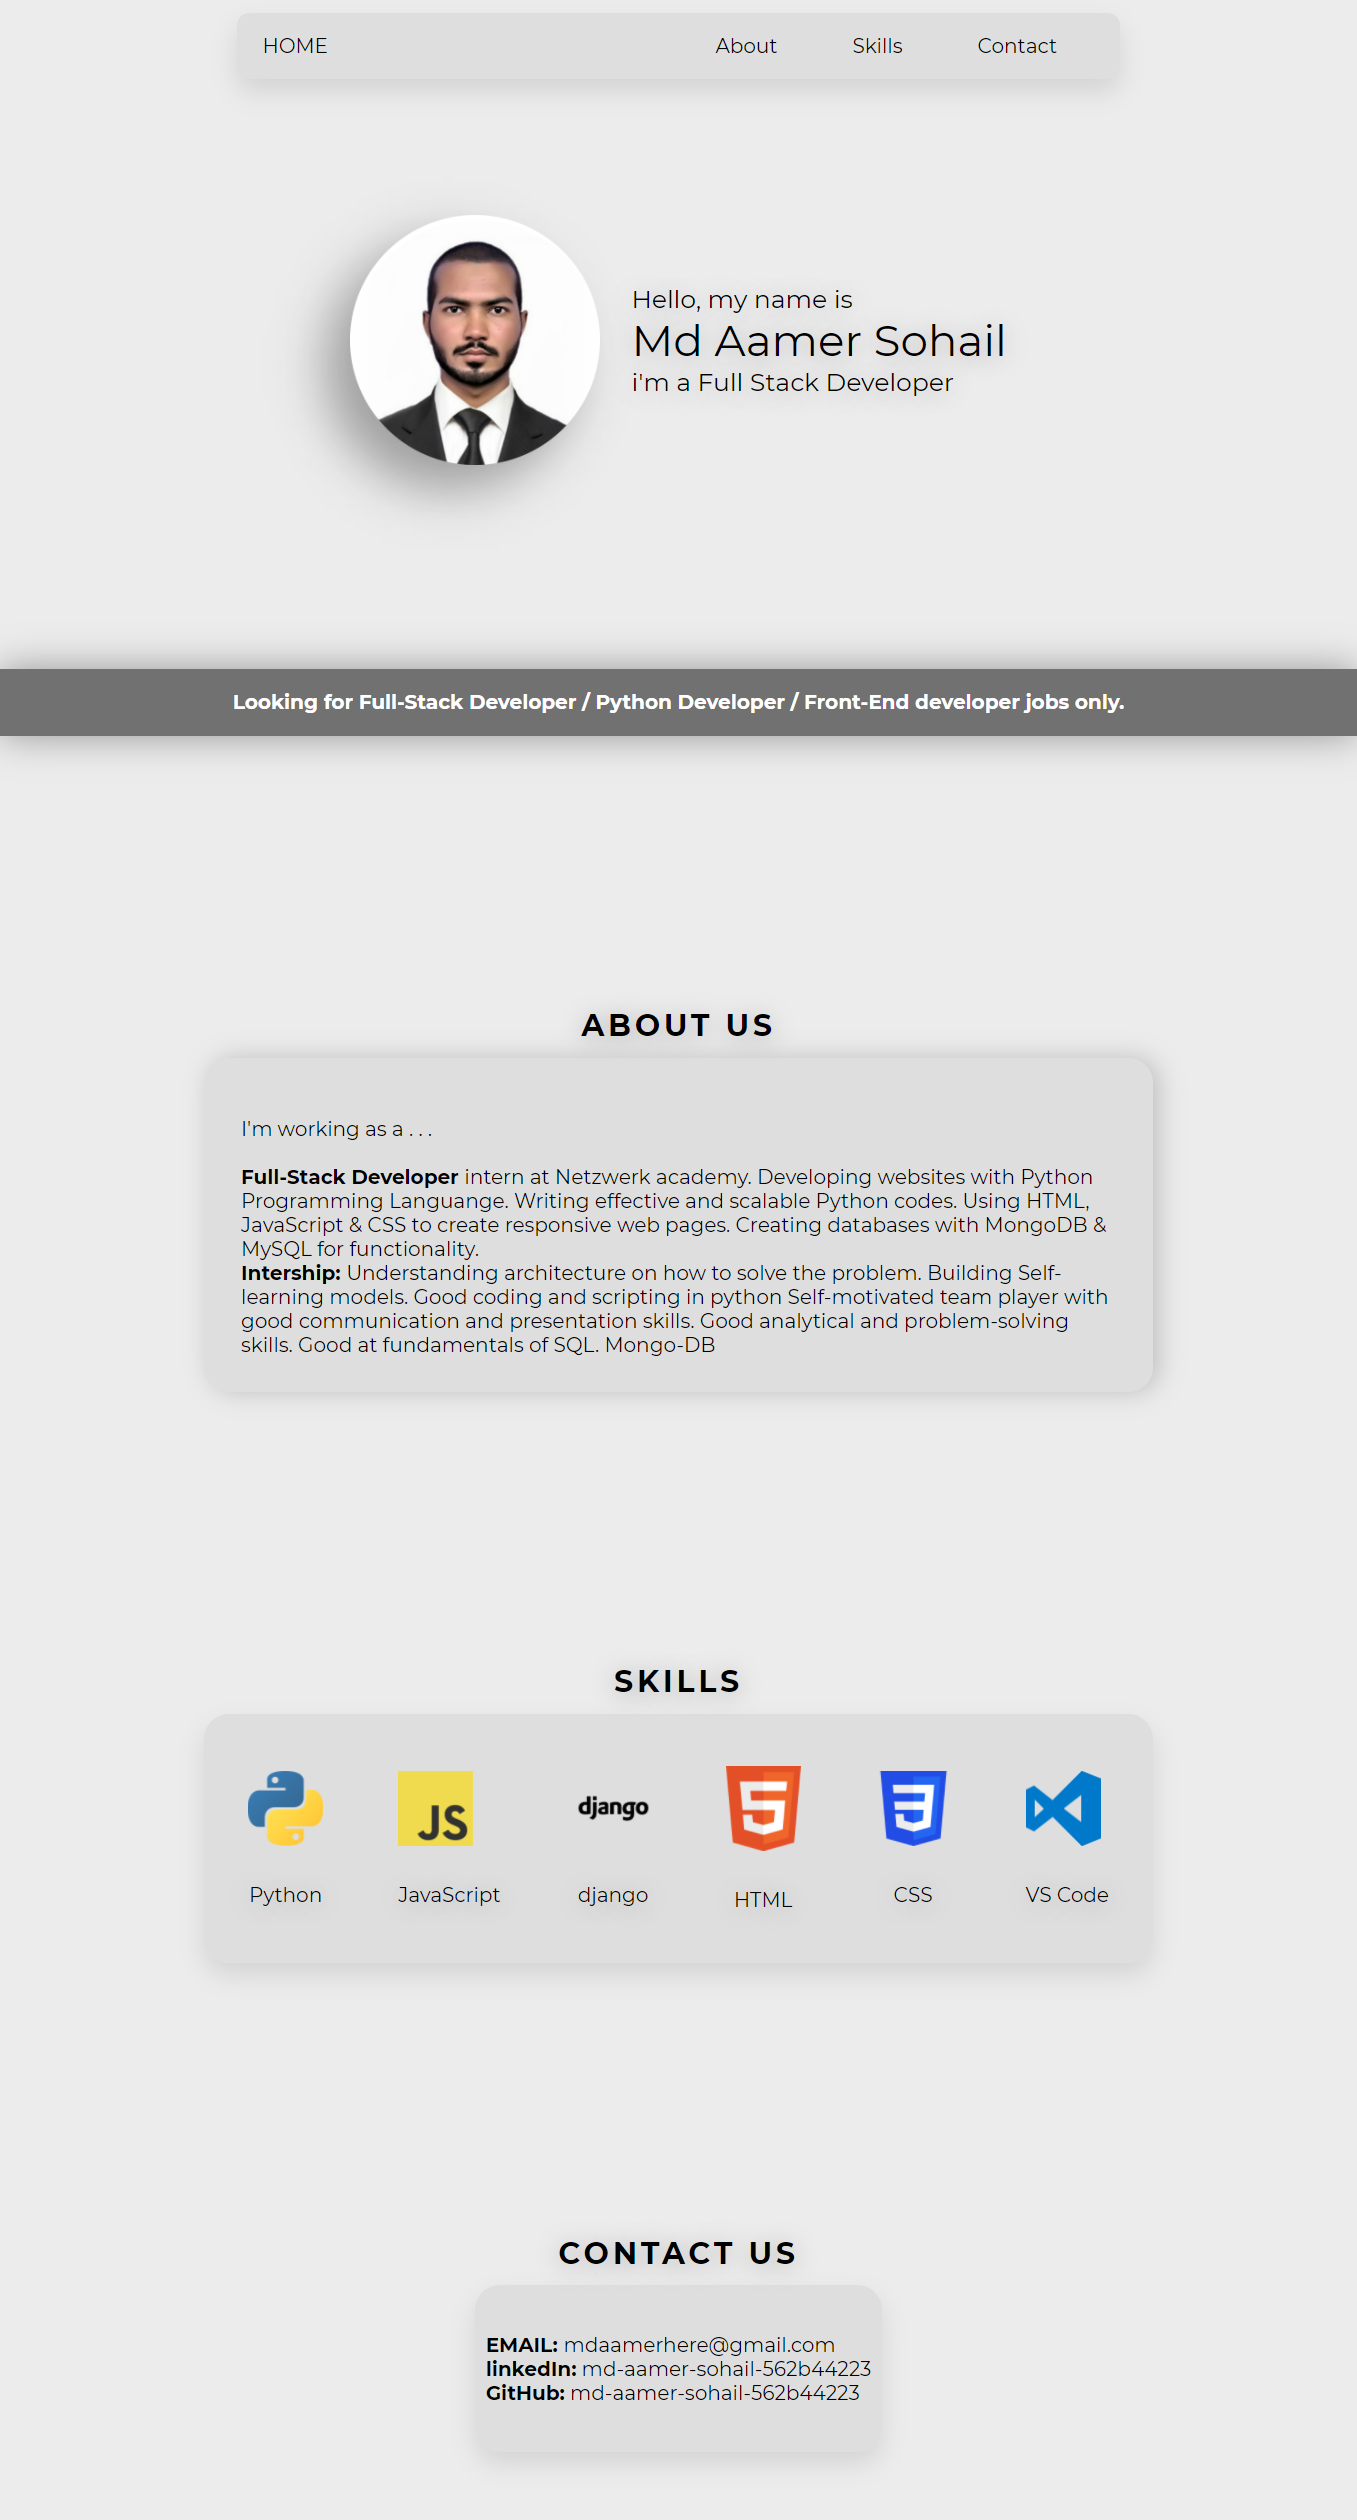 HOME About Skills Contact
Hello, my name is
Md Aamer Sohail
i'm a Full Stack Developer
Looking for Full-Stack Developer / Python Developer / Front-End developer jobs only.
ABOUT US
I'm working as a . . .
Full-Stack Developer intern at Netzwerk academy. Developing websites with Python
Programming Languange. Writing effective and scalable Python codes. Using HTML,
JavaScript & CSS to create responsive web pages. Creating databases with MongoDB &
MySQL for functionality.
Intership: Understanding architecture on how to solve the problem. Building Self-
learning models. Good coding and scripting in python Self-motivated team player with
good communication and presentation skills. Good analytical and problem-solving
skills. Good at fundamentals of SQL. Mongo-DB
SKILLS
JS django
Python JavaScript django HTML CSS VS Code
CONTACT US
EMAIL: mdaamerhere@gmail.com
linkedIn: md-aamer-sohail-562b44223
GitHub: md-aamer-sohail-562b44223